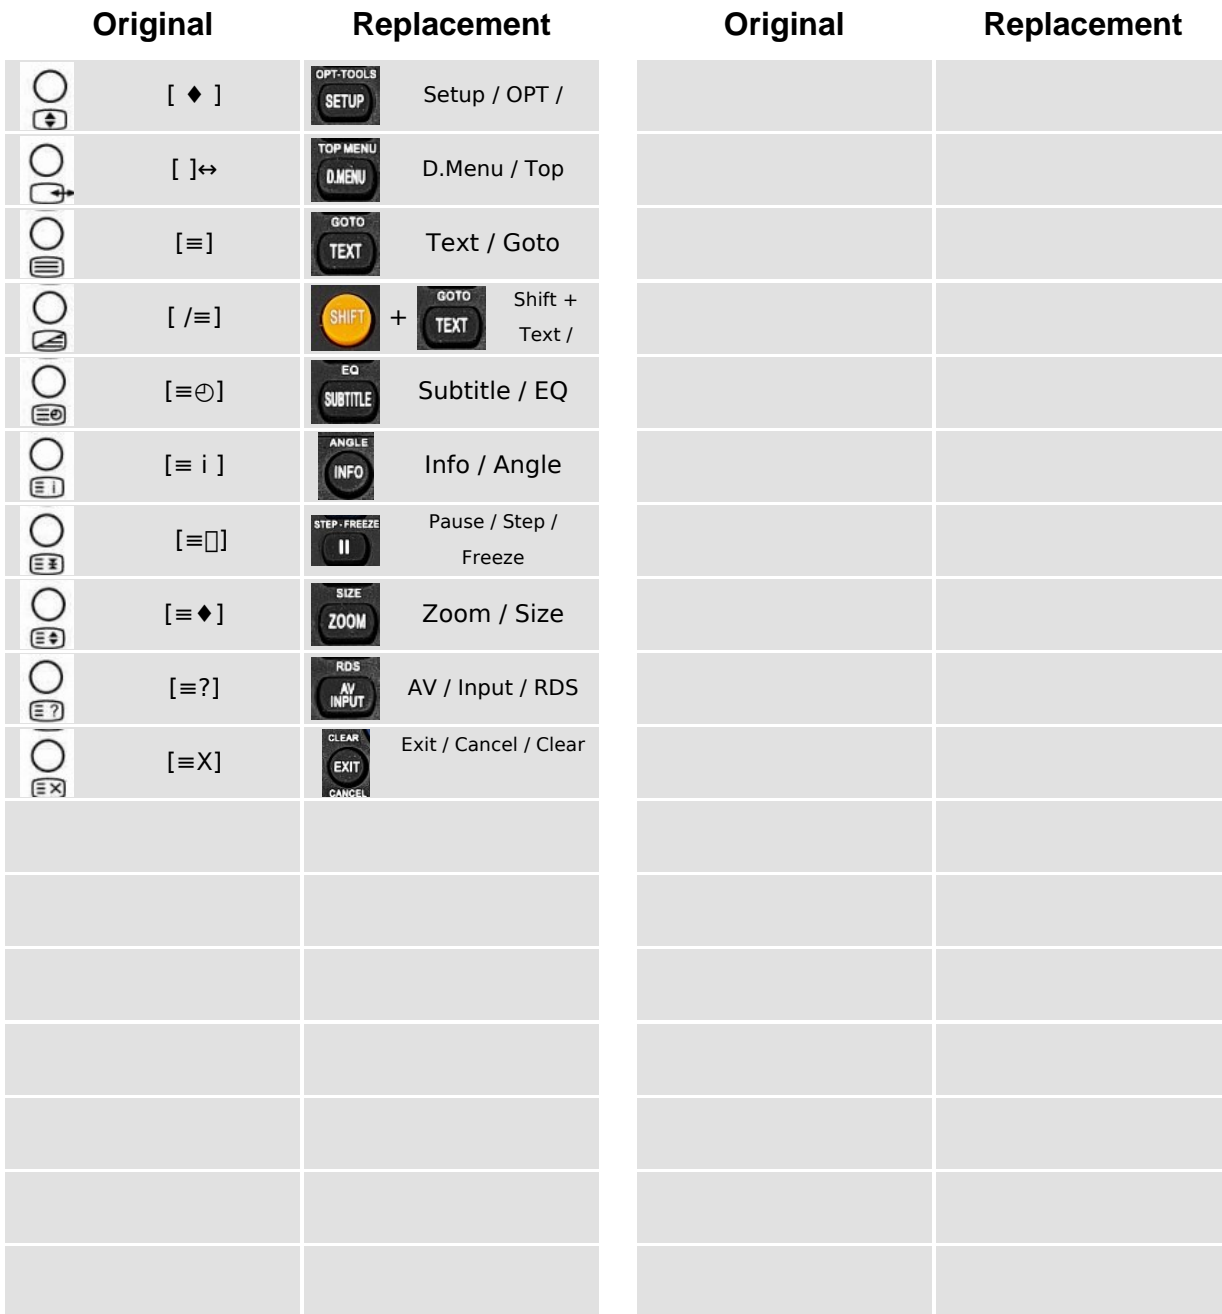 Original Replacement Original Replacement
[ ♦ ] OPT-TOOLS SETUP Setup / OPT /
[ ]↔ TOP MENU D.MENU D.Menu / Top
[≡] GOTO TEXT Text / Goto
[ /≡] SHIFT + GOTO TEXT Shift +
Text /
[≡◴] EQ SUBTITLE Subtitle / EQ
[≡ i ] ANGLE INFO Info / Angle
[≡▯] STEP-FREEZE II Pause / Step /
Freeze
[≡♦] SIZE ZOOM Zoom / Size
[≡?] RDS AV INPUT AV / Input / RDS
[≡X] CLEAR EXIT CANCEL Exit / Cancel / Clear